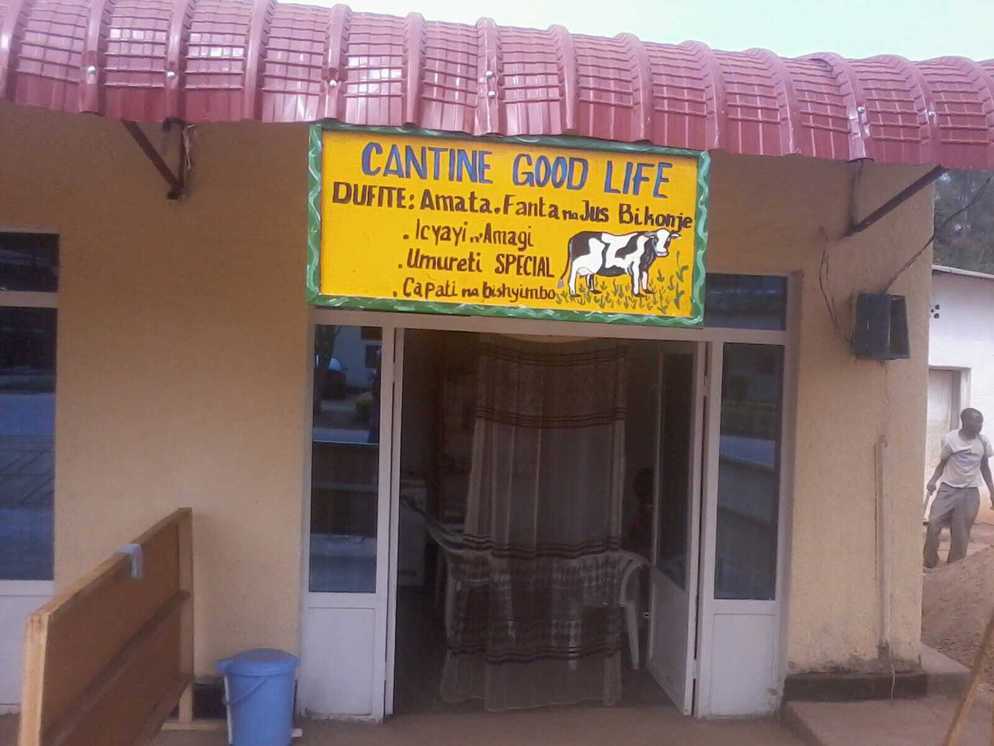 CANTINE GOOD LIFE
DUFITE: Amata. Fanta na Jus Bikonje
. Icyayi n'Amagi
. Umureti SPECIAL
. Capati na bishyimbo